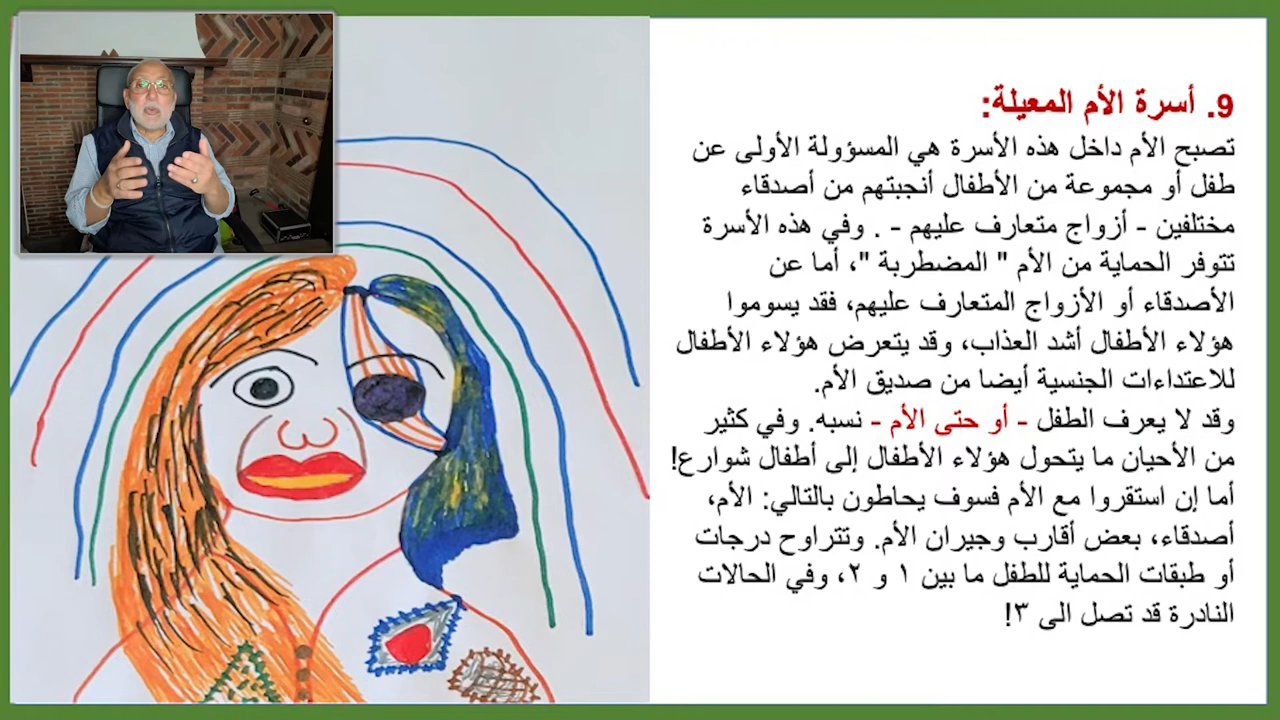 9. أسرة الأم المعيلة:
تصبح الأم داخل هذه الأسرة هي المسؤولة الأولى عن
طفل أو مجموعة من الأطفال أنجبتهم من أصدقاء
مختلفين - أزواج متعارف عليهم - . وفي هذه الأسرة
تتوفر الحماية من الأم " المضطربة "، أما عن
الأصدقاء أو الأزواج المتعارف عليهم، فقد يسوموا
هؤلاء الأطفال أشد العذاب، وقد يتعرض هؤلاء الأطفال
للاعتداءات الجنسية أيضا من صديق الأم.
وقد لا يعرف الطفل - أو حتى الأم - نسبه. وفي كثير
من الأحيان ما يتحول هؤلاء الأطفال إلى أطفال شوارع!
أما إن استقروا مع الأم فسوف يحاطون بالتالي: الأم،
أصدقاء، بعض أقارب وجيران الأم. وتتراوح درجات
أو طبقات الحماية للطفل ما بين ١ و ٢، وفي الحالات
النادرة قد تصل الى ٣!